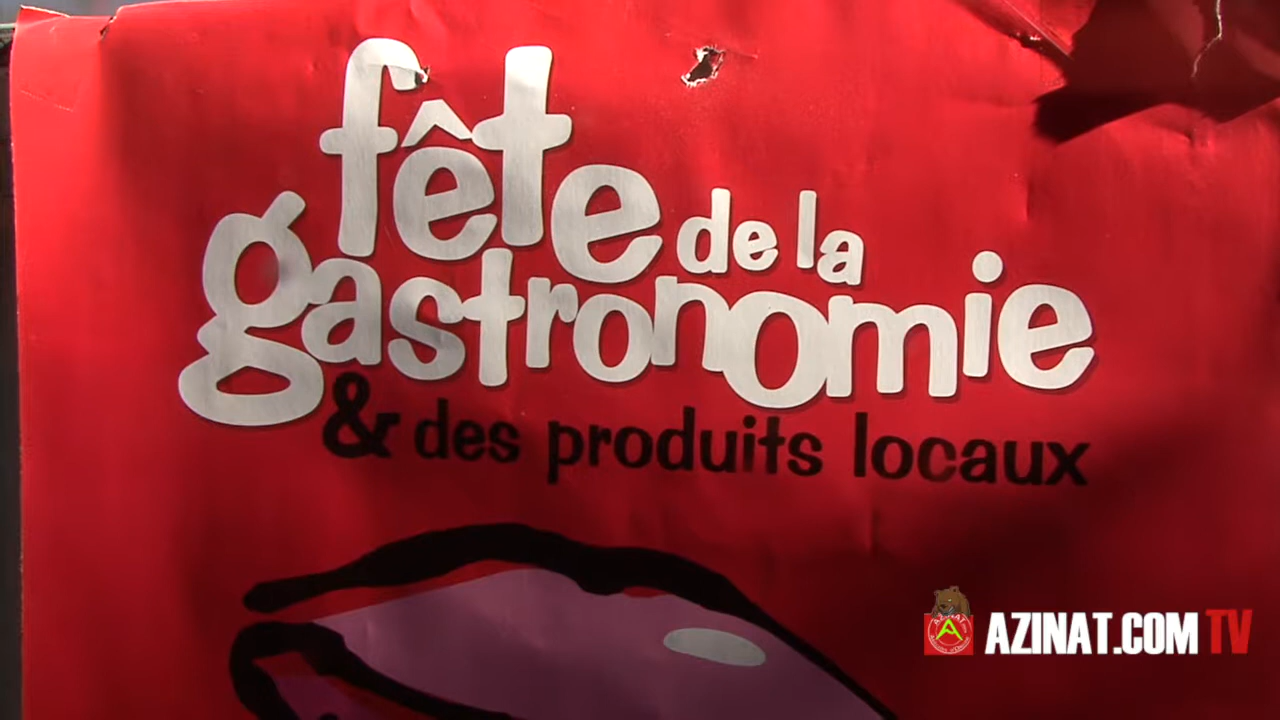 fête de la
gastronomie
& des produits locaux
AZINAT.COM TV